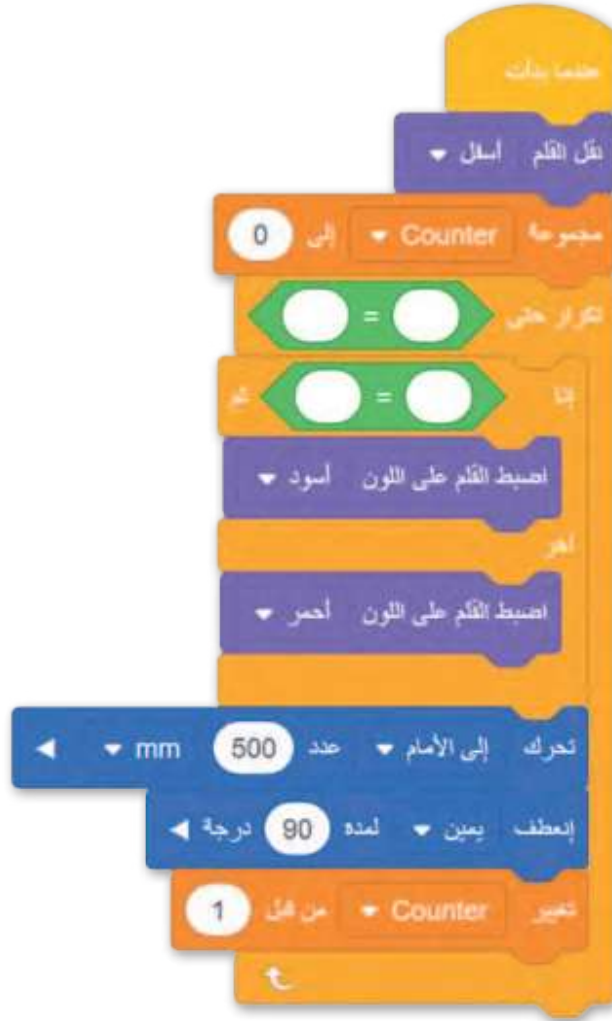 عندما بدأت
نقل القلم أسفل
مجموعة Counter إلى 0
تكرار حتى =
إذا = ثم
اضبط القلم على اللون أسود
آخر
اضبط القلم على اللون أحمر
تحرك إلى الأمام عدد 500 mm
إنعطف يمين لمدة 90 درجة
تغيير Counter من قبل 1